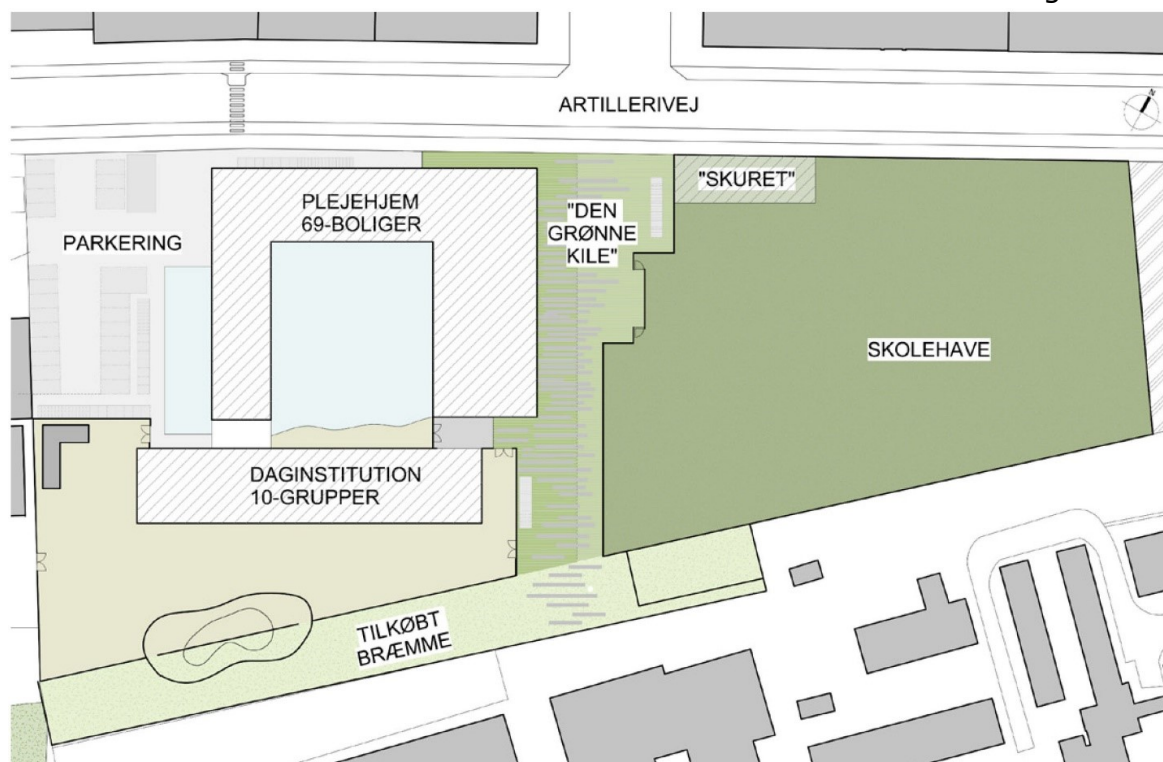 ARTILLERIVEJ
N
"SKURET"
PLEJEHJEM
69-BOLIGER
"DEN
GRØNNE
KILE"
PARKERING
SKOLEHAVE
DAGINSTITUTION
10-GRUPPER
TILKØBT
BRÆMME